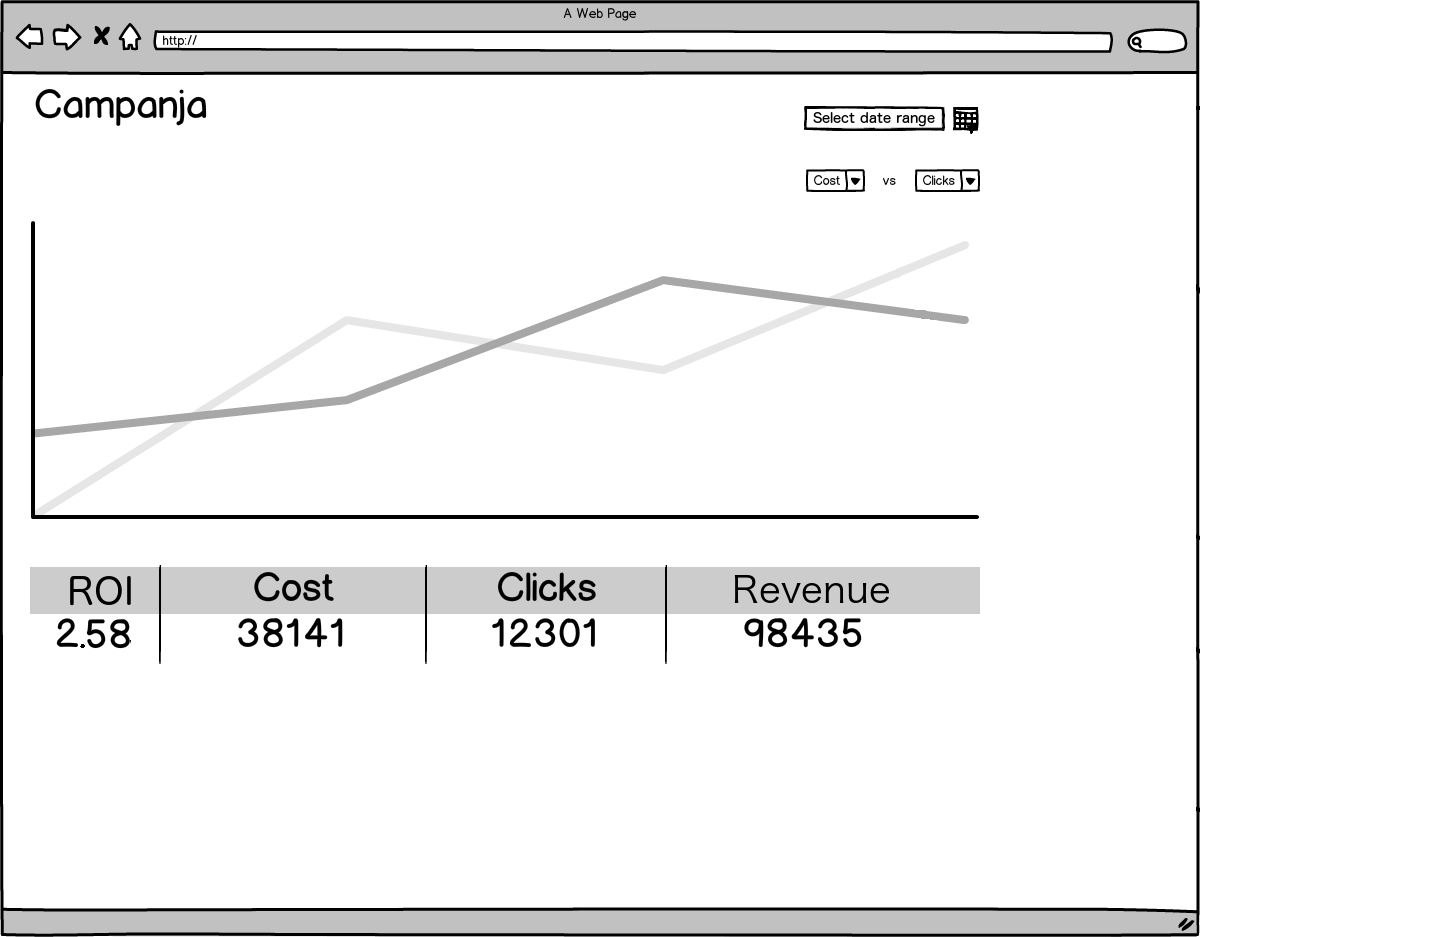 A Web Page
http://
Campanja
Select date range
Cost vs Clicks
ROI Cost Clicks Revenue
2.58 38141 12301 98435